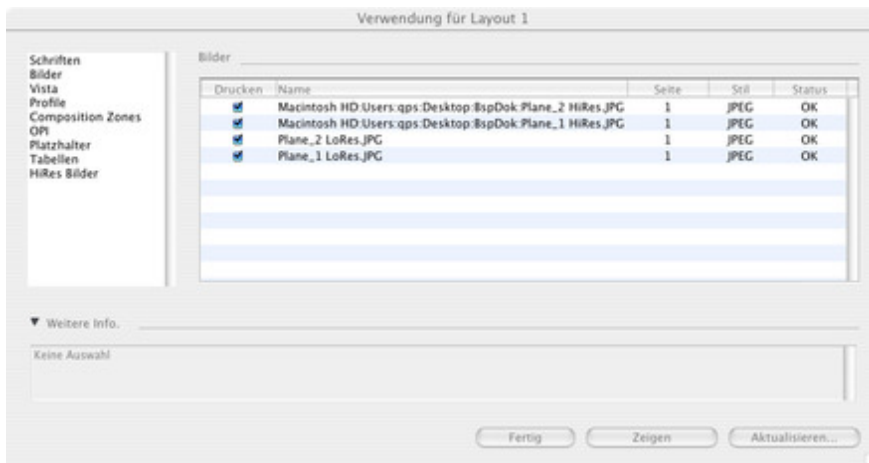 Verwendung für Layout 1
Schriften
Bilder
Vista
Profile
Composition Zones
OPI
Platzhalter
Tabellen
HiRes Bilder
Bilder
Drucken Name Seite Stil Status
Macintosh HD:Users:qps:Desktop:BspDok:Plane_2 HiRes.JPG 1 JPEG OK
Macintosh HD:Users:qps:Desktop:BspDok:Plane_1 HiRes.JPG 1 JPEG OK
Plane_2 LoRes.JPG 1 JPEG OK
Plane_1 LoRes.JPG 1 JPEG OK
Weitere Info.
Keine Auswahl
Fertig Zeigen Aktualisieren...